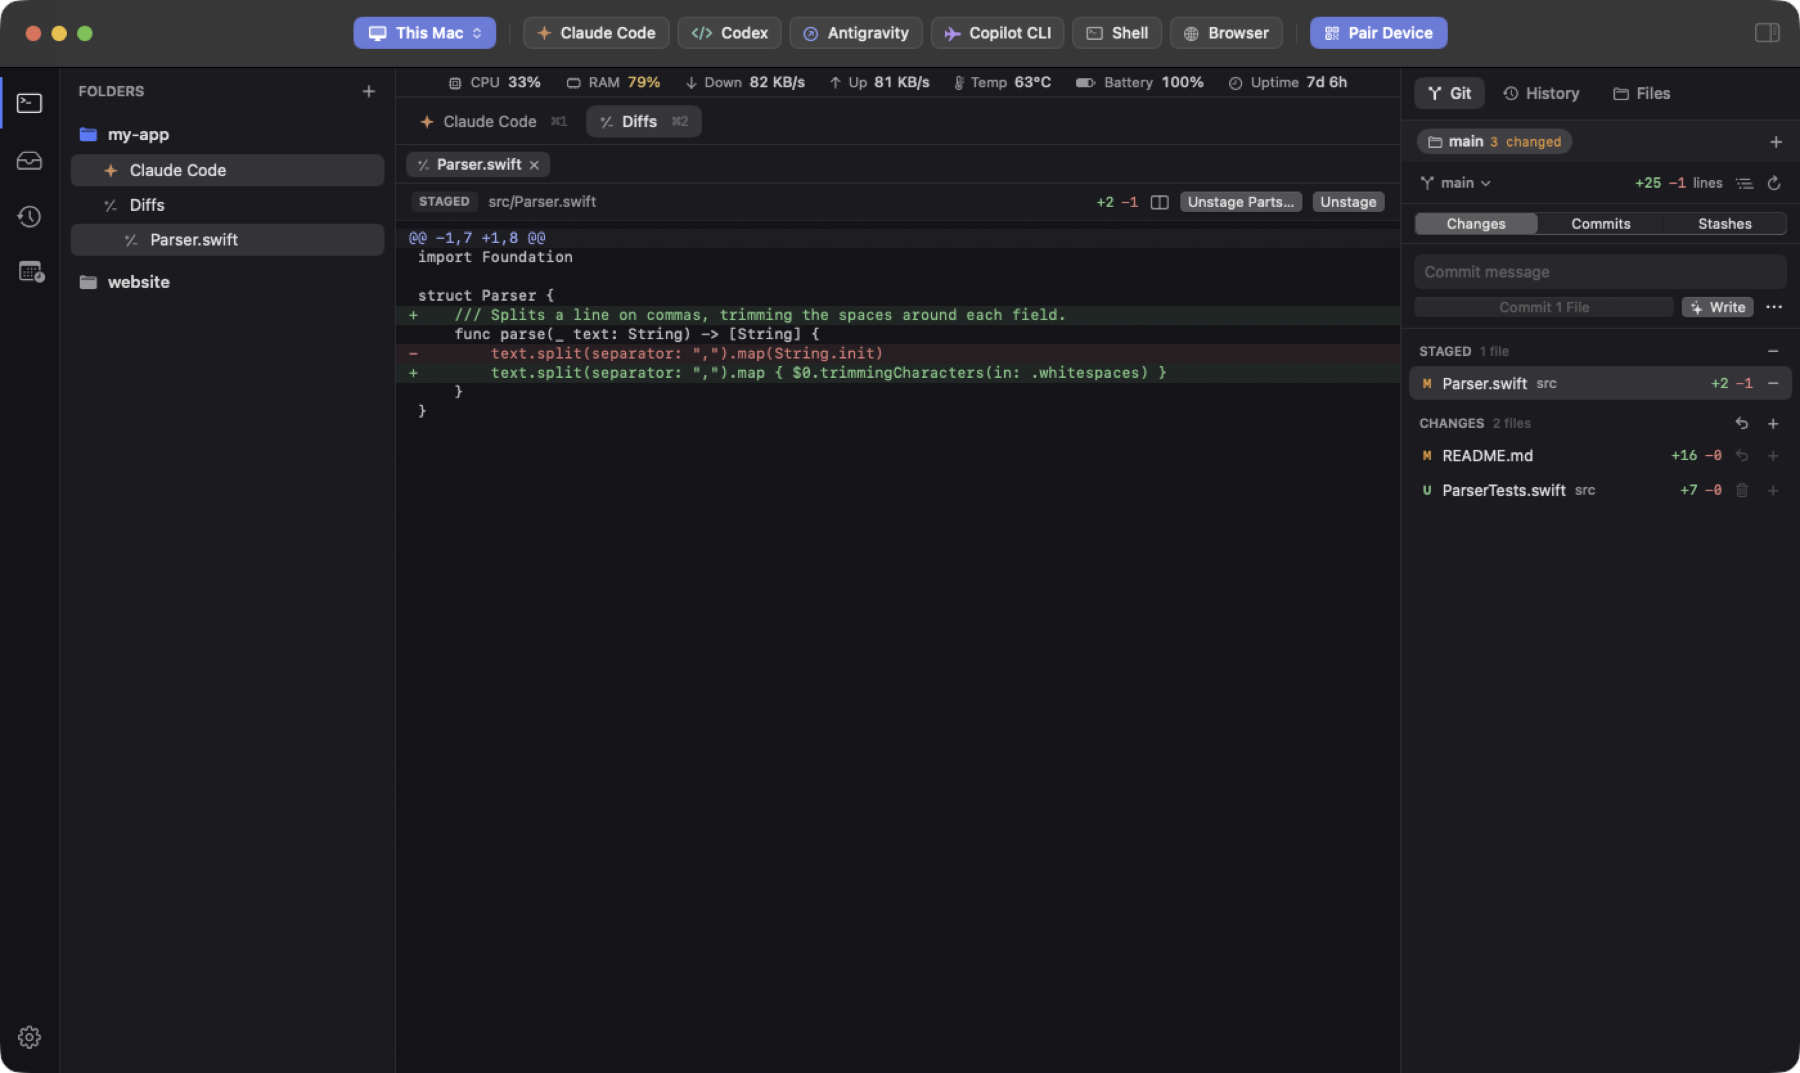 This Mac
Claude Code
Codex
Antigravity
Copilot CLI
Shell
Browser
Pair Device
FOLDERS
my-app
Claude Code
Diffs
Parser.swift
website
CPU 33%
RAM 79%
Down 82 KB/s
Up 81 KB/s
Temp 63°C
Battery 100%
Uptime 7d 6h
Claude Code ⌘1
Diffs ⌘2
Parser.swift
STAGED src/Parser.swift +2 −1 Unstage Parts... Unstage
@@ −1,7 +1,8 @@
import Foundation
struct Parser {
+ /// Splits a line on commas, trimming the spaces around each field.
func parse(_ text: String) -> [String] {
− text.split(separator: ",").map(String.init)
+ text.split(separator: ",").map { $0.trimmingCharacters(in: .whitespaces) }
}
}
Git
History
Files
main 3 changed
main +25 −1 lines
Changes
Commits
Stashes
Commit message
Commit 1 File
Write
STAGED 1 file
M Parser.swift src +2 −1
CHANGES 2 files
M README.md +16 −0
U ParserTests.swift src +7 −0